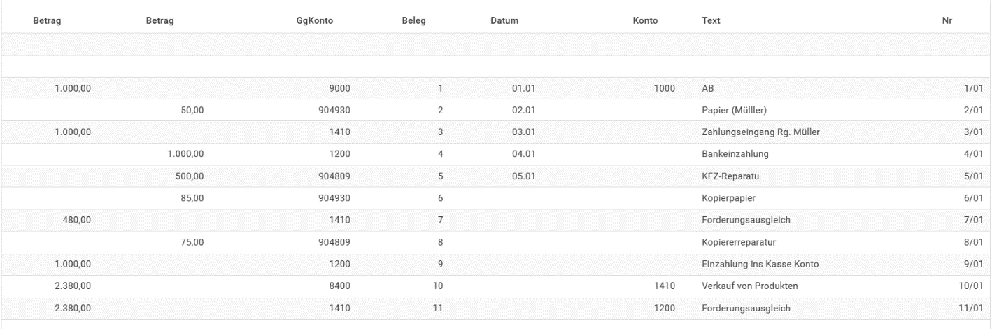 Betrag Betrag GgKonto Beleg Datum Konto Text Nr
1.000,00 9000 1 01.01 1000 AB 1/01
50,00 904930 2 02.01 Papier (Mülller) 2/01
1.000,00 1410 3 03.01 Zahlungseingang Rg. Müller 3/01
1.000,00 1200 4 04.01 Bankeinzahlung 4/01
500,00 904809 5 05.01 KFZ-Reparatu 5/01
85,00 904930 6 Kopierpapier 6/01
480,00 1410 7 Forderungsausgleich 7/01
75,00 904809 8 Kopiererreparatur 8/01
1.000,00 1200 9 Einzahlung ins Kasse Konto 9/01
2.380,00 8400 10 1410 Verkauf von Produkten 10/01
2.380,00 1410 11 1200 Forderungsausgleich 11/01